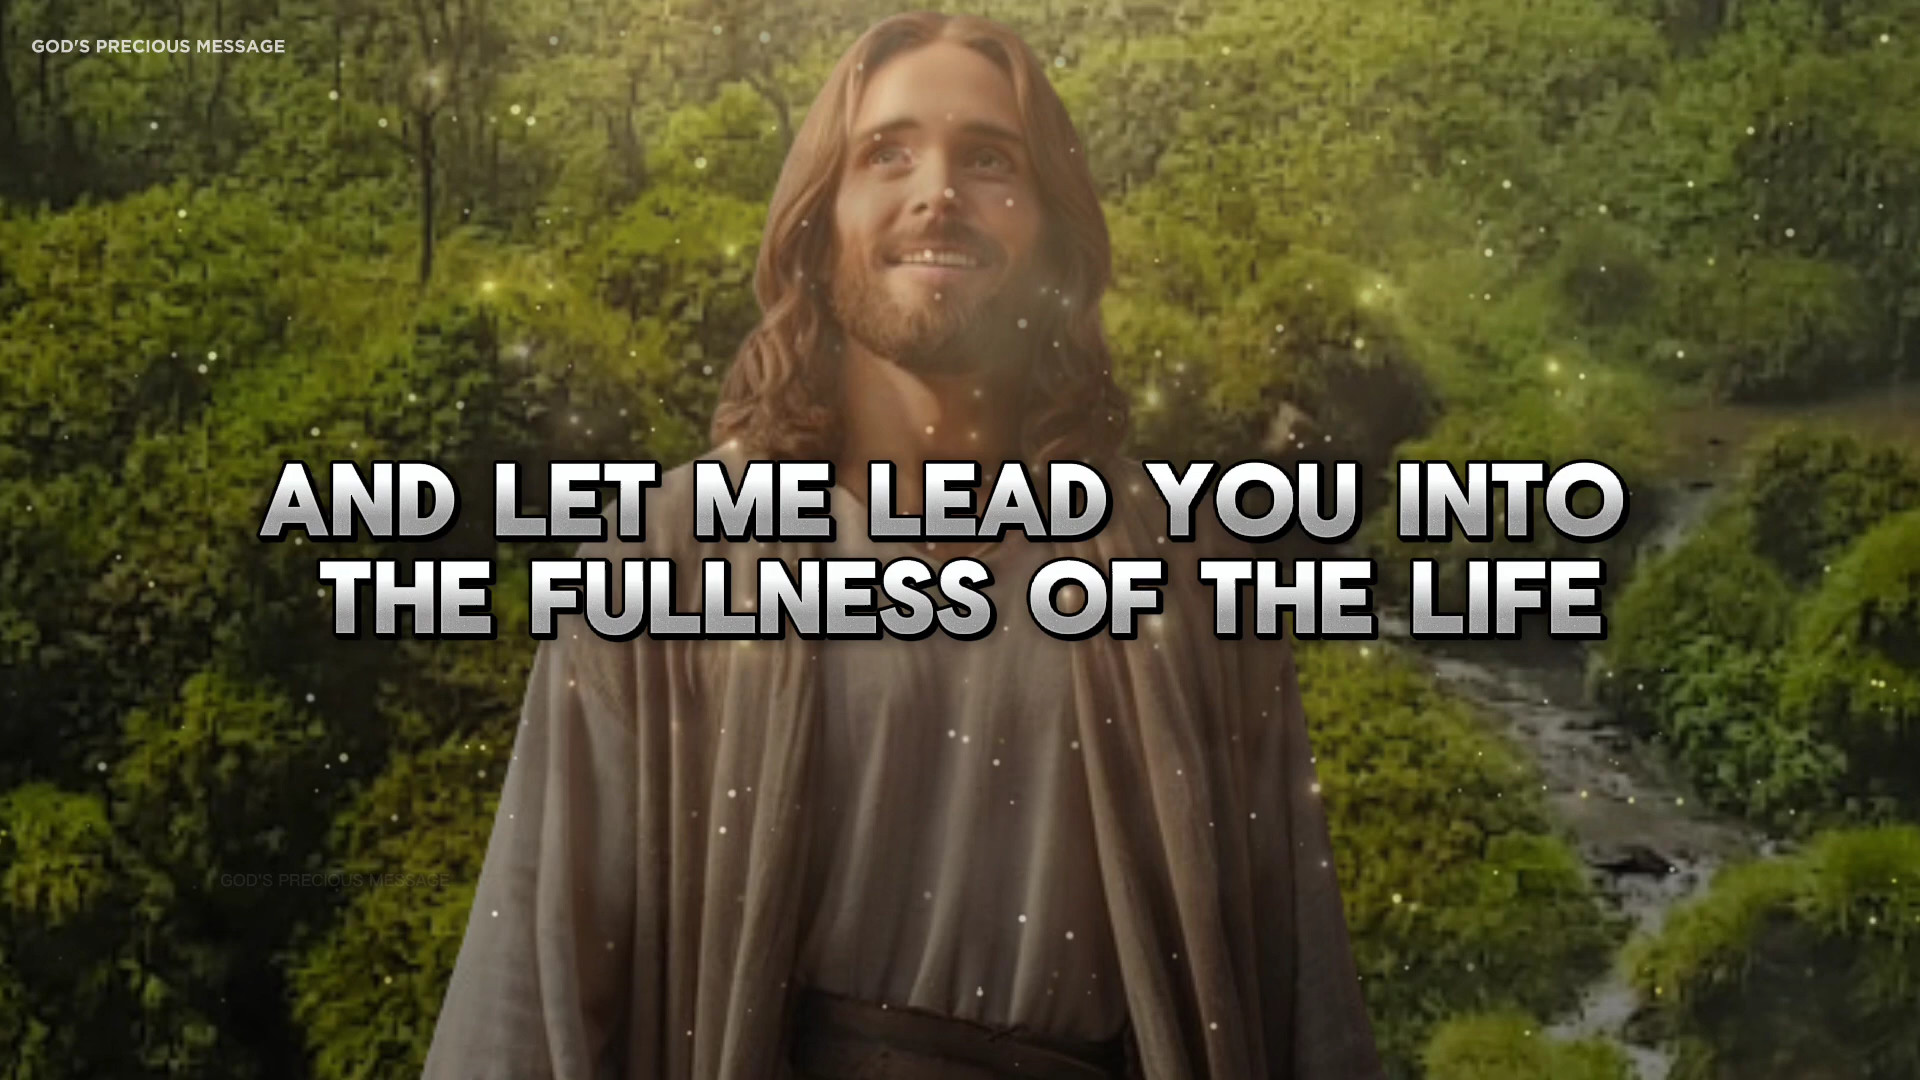 GOD'S PRECIOUS MESSAGE
AND LET ME LEAD YOU INTO
THE FULLNESS OF THE LIFE
GOD'S PRECIOUS MESSAGE